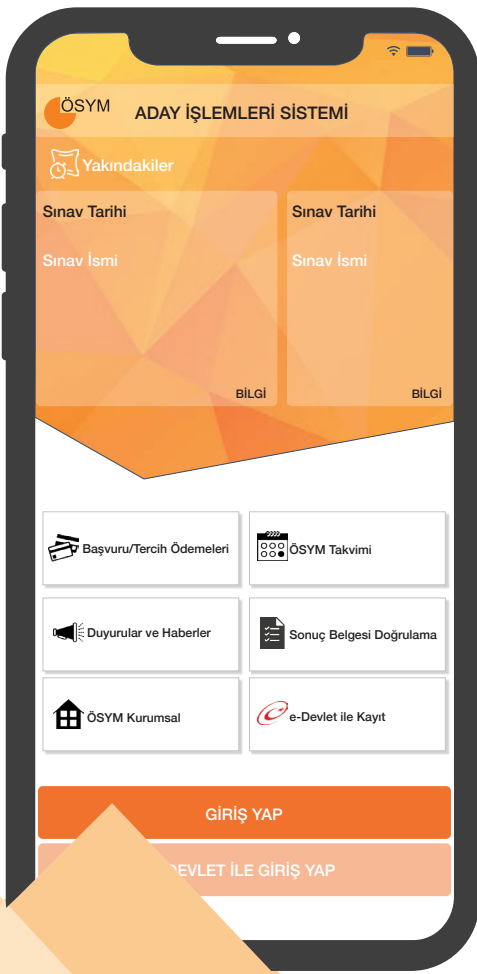 ÖSYM
ADAY İŞLEMLERİ SİSTEMİ
Yakındakiler
Sınav Tarihi
Sınav İsmi
BİLGİ
Sınav Tarihi
Sınav İsmi
BİLGİ
Başvuru/Tercih Ödemeleri
ÖSYM Takvimi
Duyurular ve Haberler
Sonuç Belgesi Doğrulama
ÖSYM Kurumsal
e-Devlet ile Kayıt
GİRİŞ YAP
İLE GİRİŞ YAP